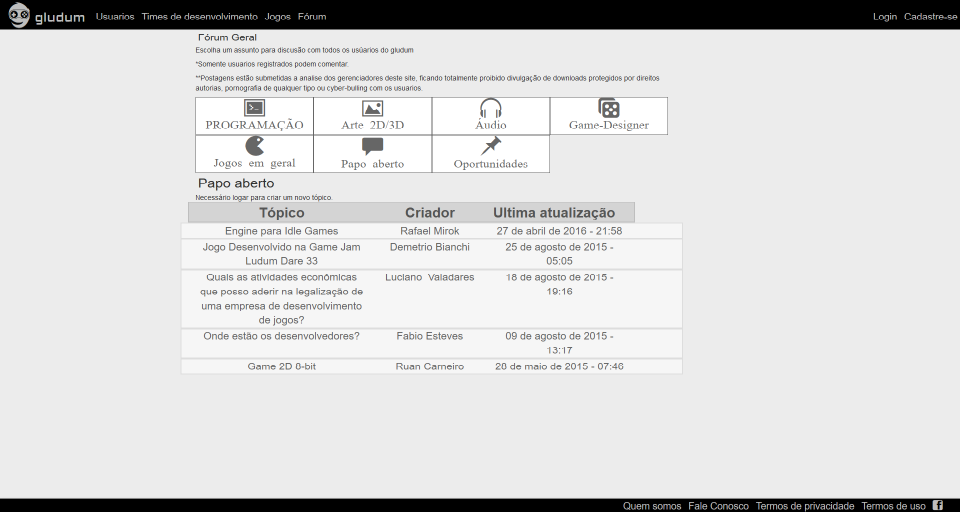 gludum Usuarios Times de desenvolvimento Jogos Fórum Login Cadastre-se
Fórum Geral
Escolha um assunto para discusão com todos os usúarios do gludum
*Somente usuarios registrados podem comentar.
**Postagens estão submetidas a analise dos gerenciadores deste site, ficando totalmente proibido divulgação de downloads protegidos por direitos
autorias, pornografia de qualquer tipo ou cyber-bulling com os usuarios.
PROGRAMAÇÃO Arte 2D/3D Áudio Game-Designer
Jogos em geral Papo aberto Oportunidades
Papo aberto
Necessário logar para criar um novo tópico.
Tópico Criador Ultima atualização
Engine para Idle Games Rafael Mirok 27 de abril de 2016 - 21:58
Jogo Desenvolvido na Game Jam Demetrio Bianchi 25 de agosto de 2015 -
Ludum Dare 33 05:05
Quais as atividades econômicas Luciano Valadares 18 de agosto de 2015 -
que posso aderir na legalização de 19:16
uma empresa de desenvolvimento
de jogos?
Onde estão os desenvolvedores? Fabio Esteves 09 de agosto de 2015 -
13:17
Game 2D 8-bit Ruan Carneiro 28 de maio de 2015 - 07:46
Quem somos Fale Conosco Termos de privacidade Termos de uso f